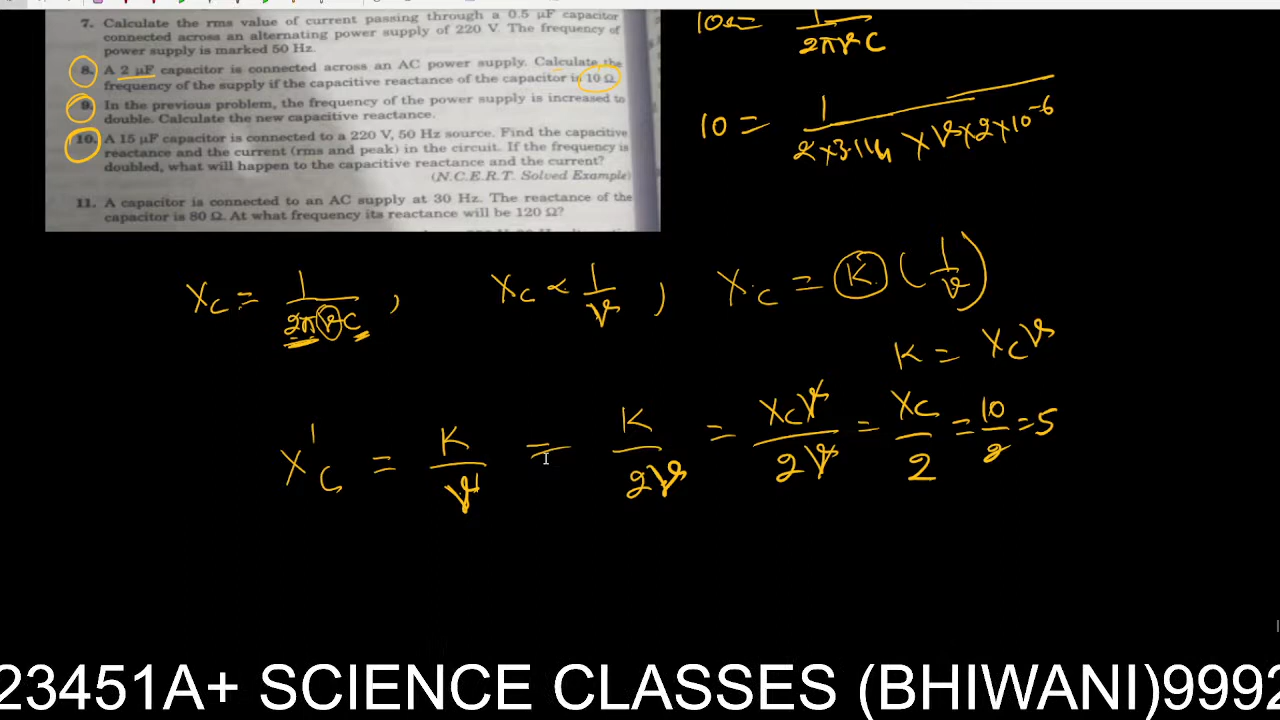 7. Calculate the rms value of current passing through a 0.5 μF capacitor
connected across an alternating power supply of 220 V. The frequency of
power supply is marked 50 Hz.
8. A 2 μF capacitor is connected across an AC power supply. Calculate the
frequency of the supply if the capacitive reactance of the capacitor is 10 Ω
9. In the previous problem, the frequency of the power supply is increased to
double. Calculate the new capacitive reactance.
10. A 15 μF capacitor is connected to a 220 V, 50 Hz source. Find the capacitive
reactance and the current (rms and peak) in the circuit. If the frequency is
doubled, what will happen to the capacitive reactance and the current?
(N.C.E.R.T. Solved Example)
11. A capacitor is connected to an AC supply at 30 Hz. The reactance of the
capacitor is 80 Ω. At what frequency its reactance will be 120 Ω?
10 = 1/2πνC
10 = 1/2×3.14×ν×2×10⁻⁶
X_C = 1/2πνC , X_C ∝ 1/ν , X_C = K (1/ν)
K = X_C ν
X'_C = K/ν' = K/2ν = X_C ν/2ν = X_C/2 = 10/2 = 5
23451A+ SCIENCE CLASSES (BHIWANI)9992